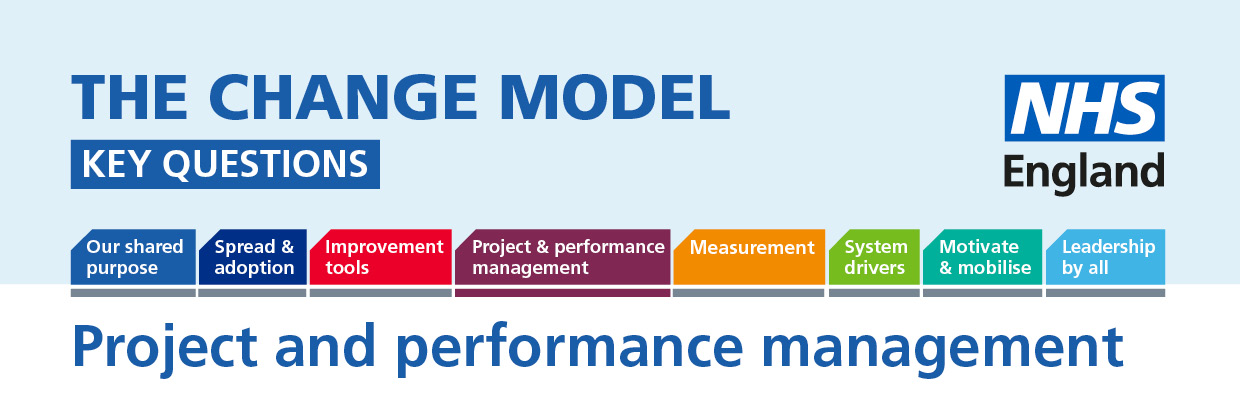 THE CHANGE MODEL
KEY QUESTIONS
NHS
England
Our shared
purpose
Spread &
adoption
Improvement
tools
Project & performance
management
Measurement
System
drivers
Motivate
& mobilise
Leadership
by all
Project and performance management